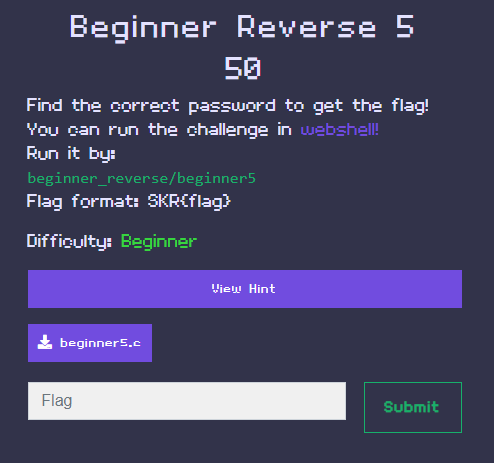 Beginner Reverse 5
50
Find the correct password to get the flag!
You can run the challenge in webshell!
Run it by:
beginner_reverse/beginner5
Flag format: SKR{flag}
Difficulty: Beginner
View Hint
beginner5.c
Flag
Submit